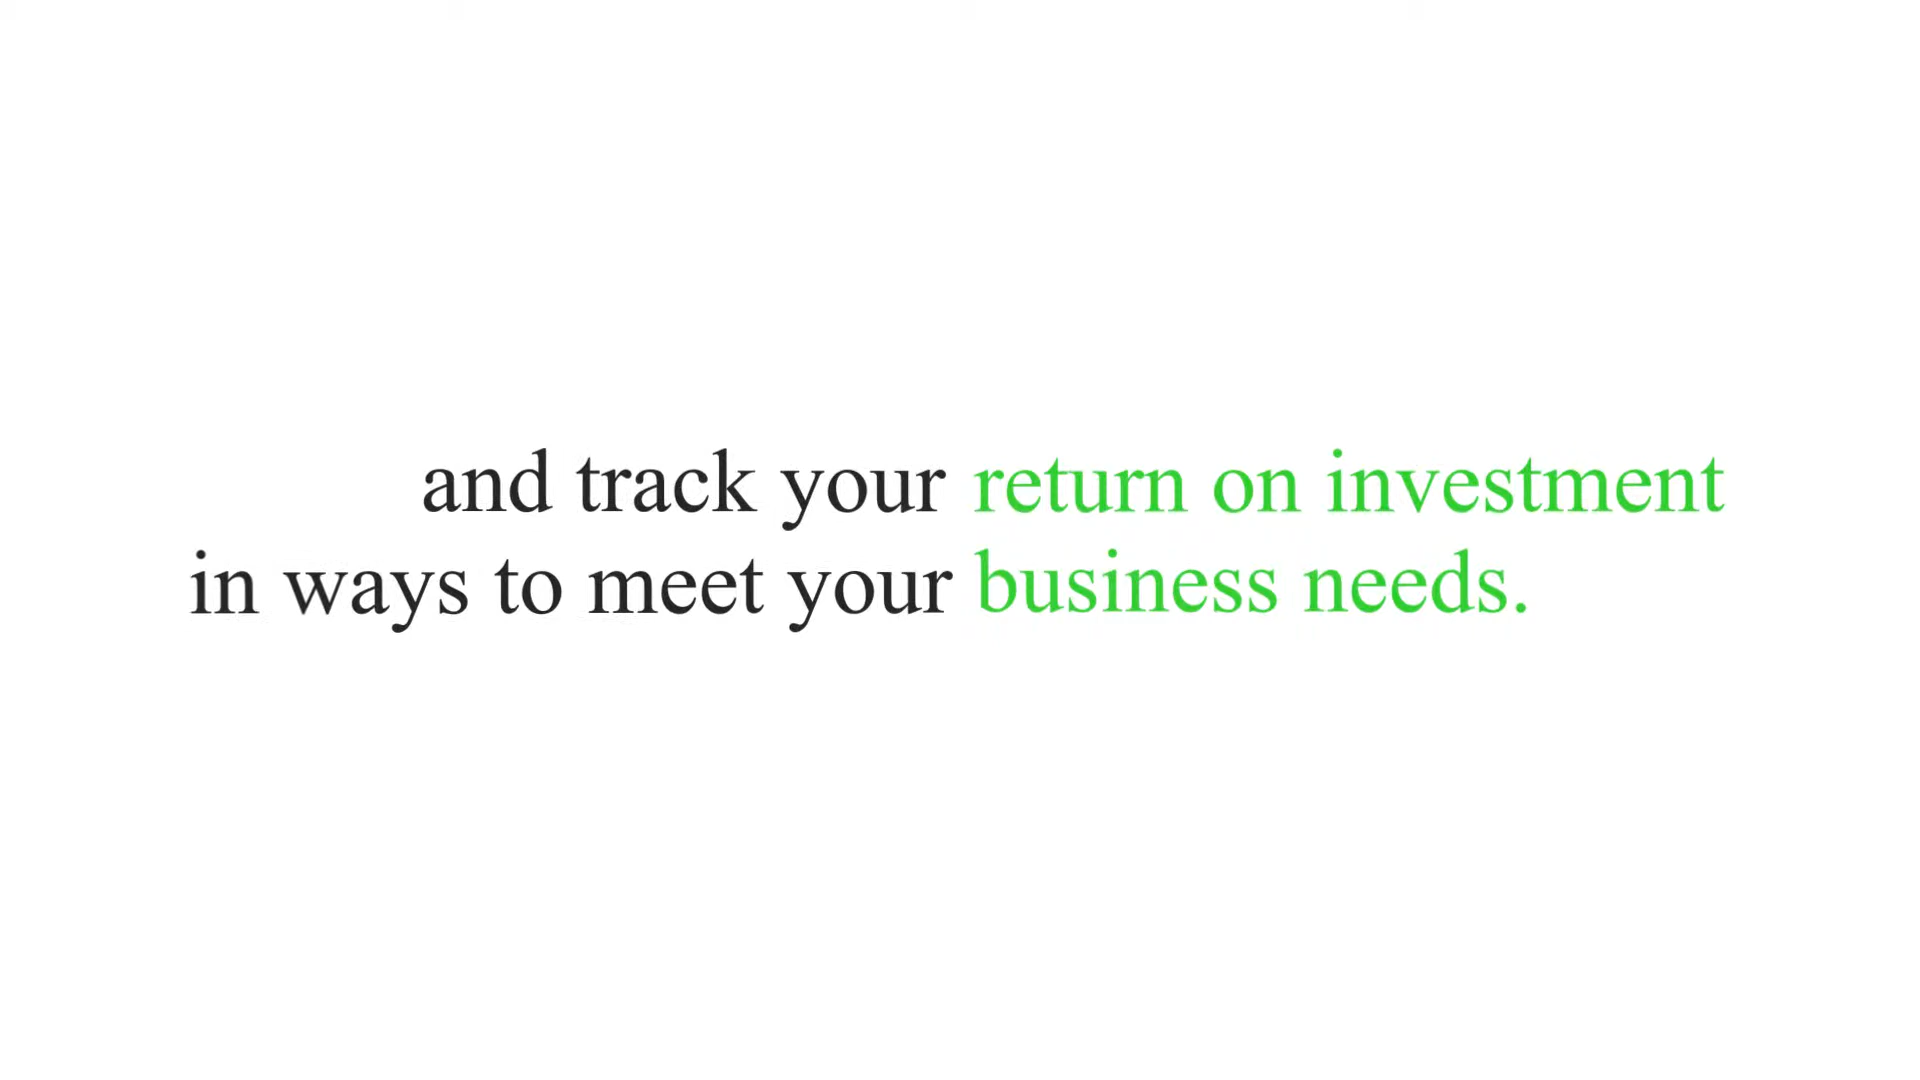 and track your return on investment
in ways to meet your business needs.